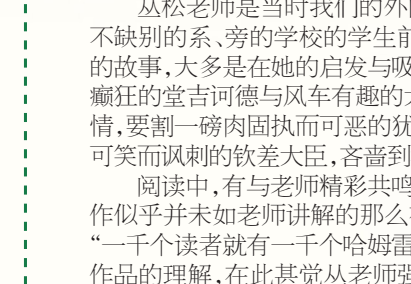 从松老师是当时我们的外国
不缺别的系、旁的学校的学生前
的故事,大多是在她的启发与吸
癫狂的堂吉诃德与风车有趣的
情,要割一磅肉固执而可恶的犹
可笑而讽刺的钦差大臣,吝啬到
阅读中,有与老师精彩共鸣
作似乎并未如老师讲解的那么
“一千个读者就有一千个哈姆雷
作品的理解,在此甚觉从老师强